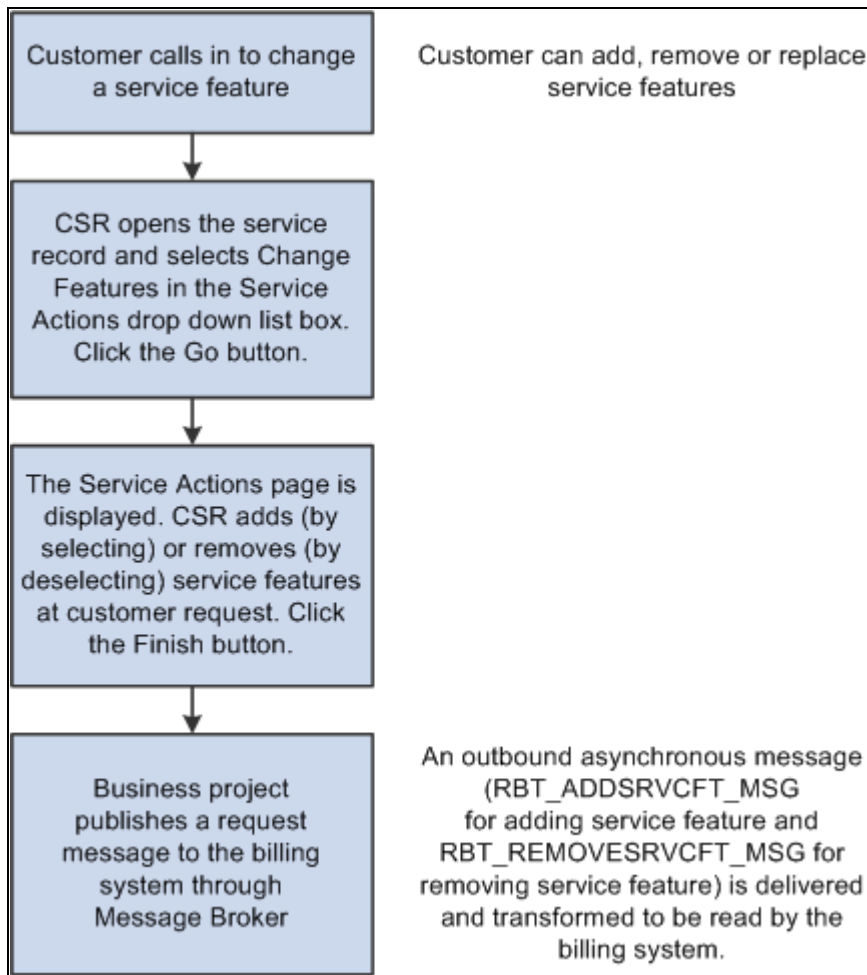 Customer calls in to change
a service feature
Customer can add, remove or replace
service features
CSR opens the service
record and selects Change
Features in the Service
Actions drop down list box.
Click the Go button.
The Service Actions page is
displayed. CSR adds (by
selecting) or removes (by
deselecting) service features
at customer request. Click
the Finish button.
Business project
publishes a request
message to the billing
system through
Message Broker
An outbound asynchronous message
(RBT_ADDSRVCFT_MSG
for adding service feature and
RBT_REMOVESRVCFT_MSG for
removing service feature) is delivered
and transformed to be read by the
billing system.